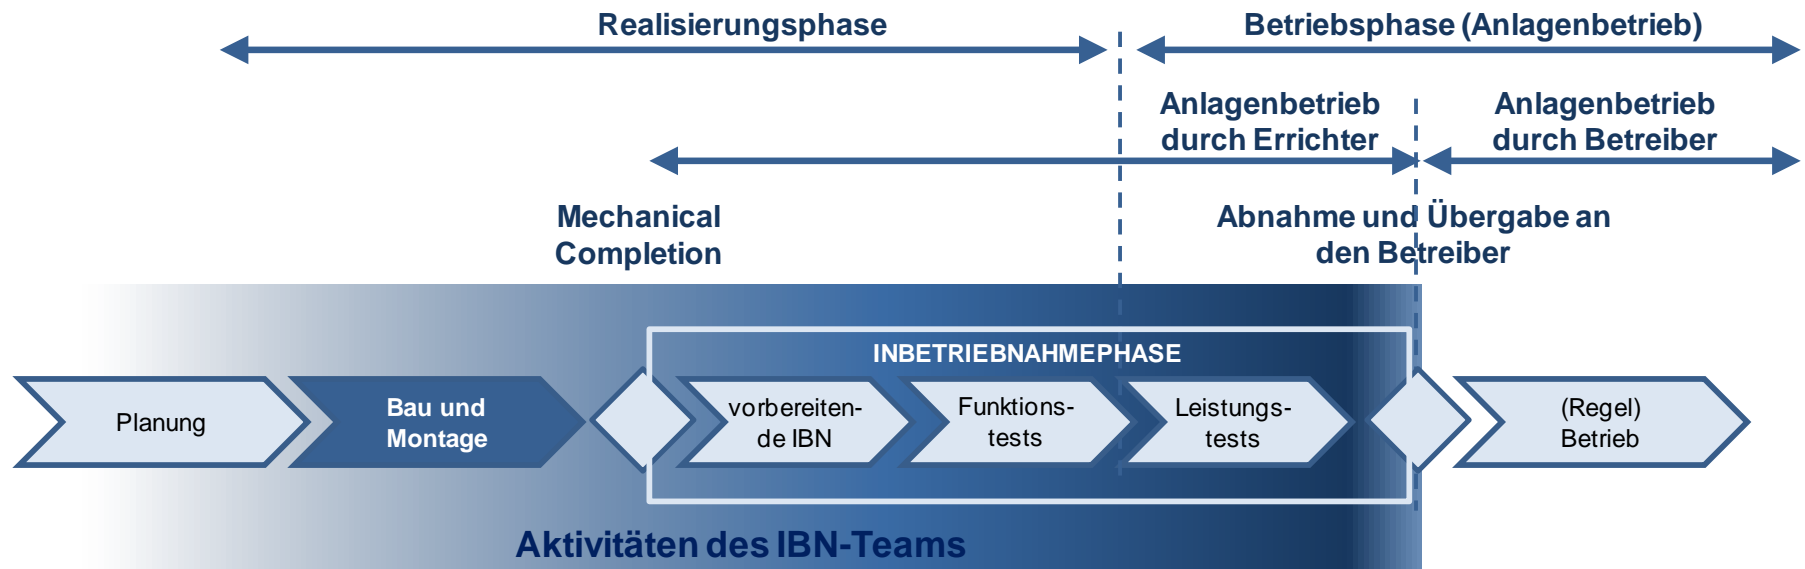 Realisierungsphase
Betriebsphase (Anlagenbetrieb)
Anlagenbetrieb
durch Errichter
Anlagenbetrieb
durch Betreiber
Mechanical
Completion
Abnahme und Übergabe an
den Betreiber
INBETRIEBNAHMEPHASE
Planung
Bau und
Montage
vorbereiten-
de IBN
Funktions-
tests
Leistungs-
tests
(Regel)
Betrieb
Aktivitäten des IBN-Teams